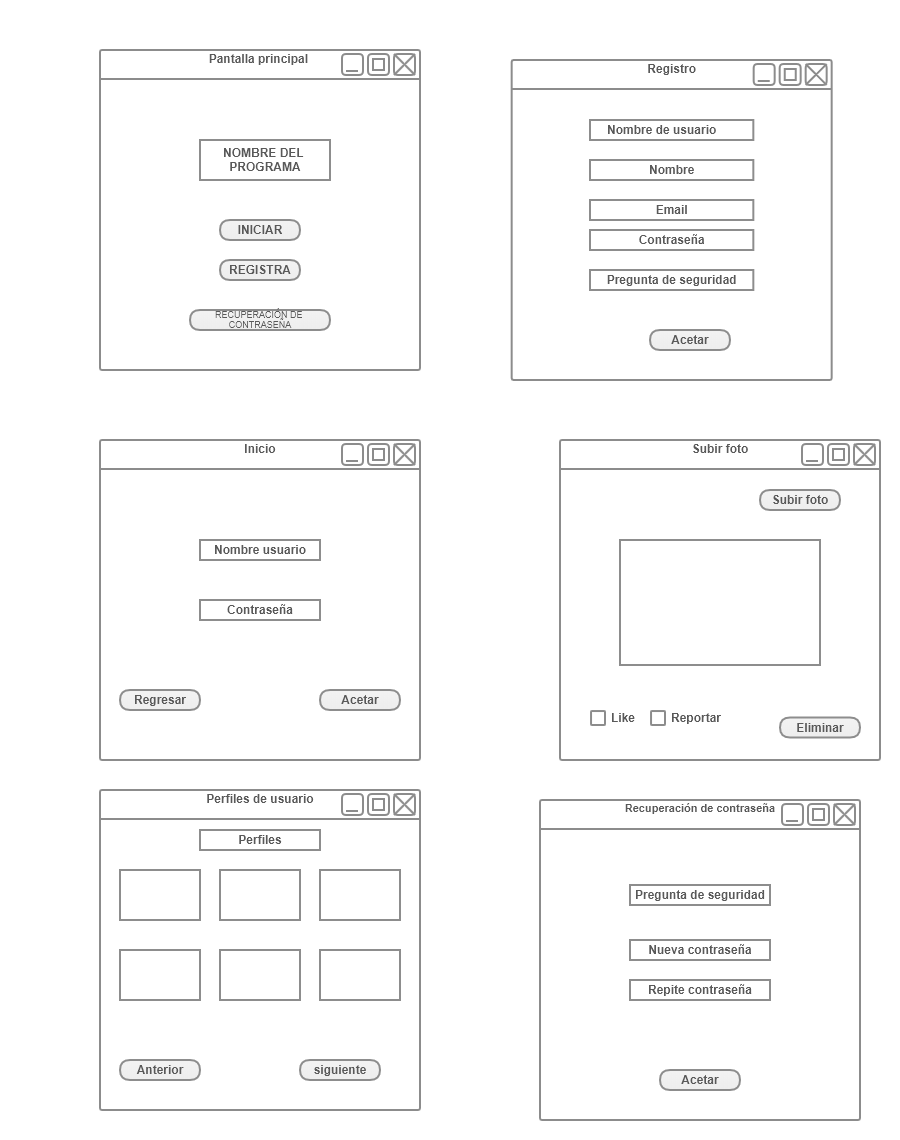 Pantalla principal
NOMBRE DEL
PROGRAMA
INICIAR
REGISTRA
RECUPERACIÓN DE
CONTRASEÑA
Registro
Nombre de usuario
Nombre
Email
Contraseña
Pregunta de seguridad
Acetar
Inicio
Nombre usuario
Contraseña
Regresar
Acetar
Subir foto
Subir foto
Like
Reportar
Eliminar
Perfiles de usuario
Perfiles
Anterior
siguiente
Recuperación de contraseña
Pregunta de seguridad
Nueva contraseña
Repite contraseña
Acetar